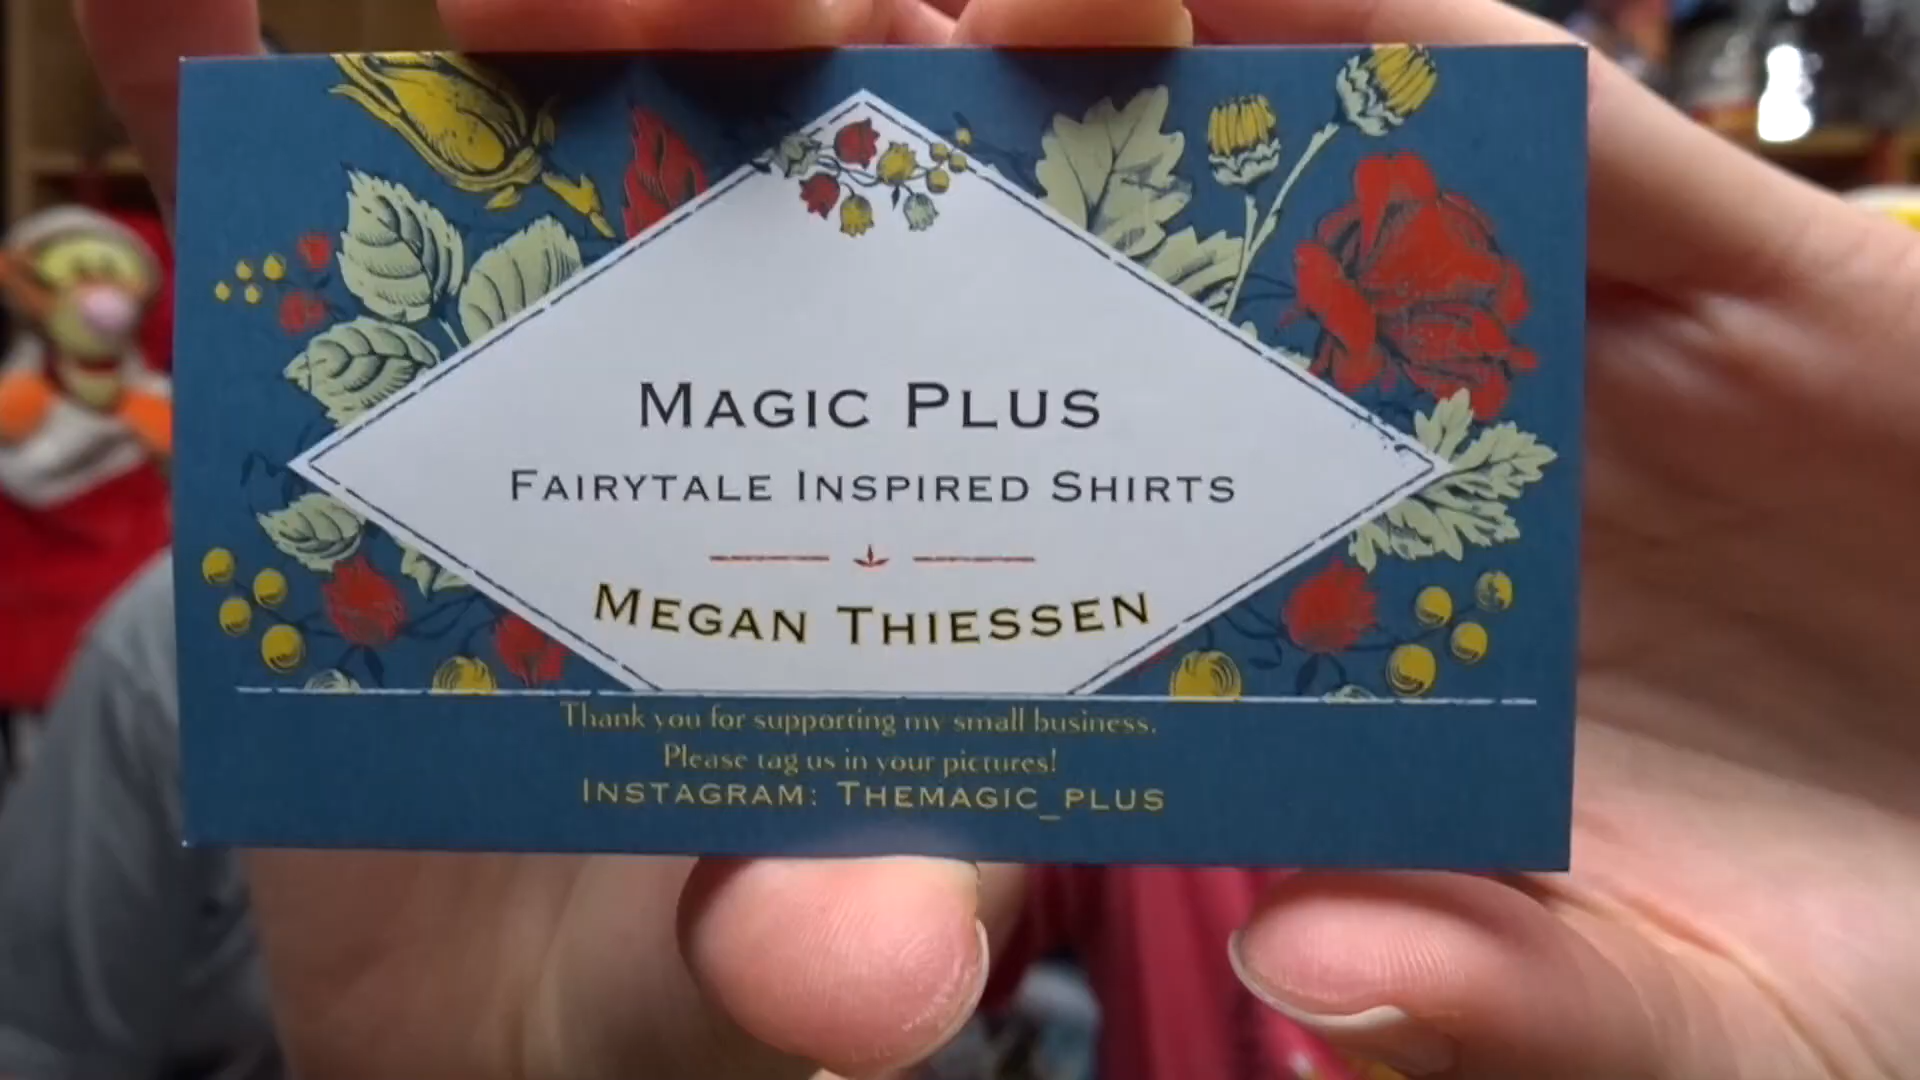 MAGIC PLUS
FAIRYTALE INSPIRED SHIRTS
MEGAN THIESSEN
Thank you for supporting my small business.
Please tag us in your pictures!
INSTAGRAM: THEMAGIC_PLUS